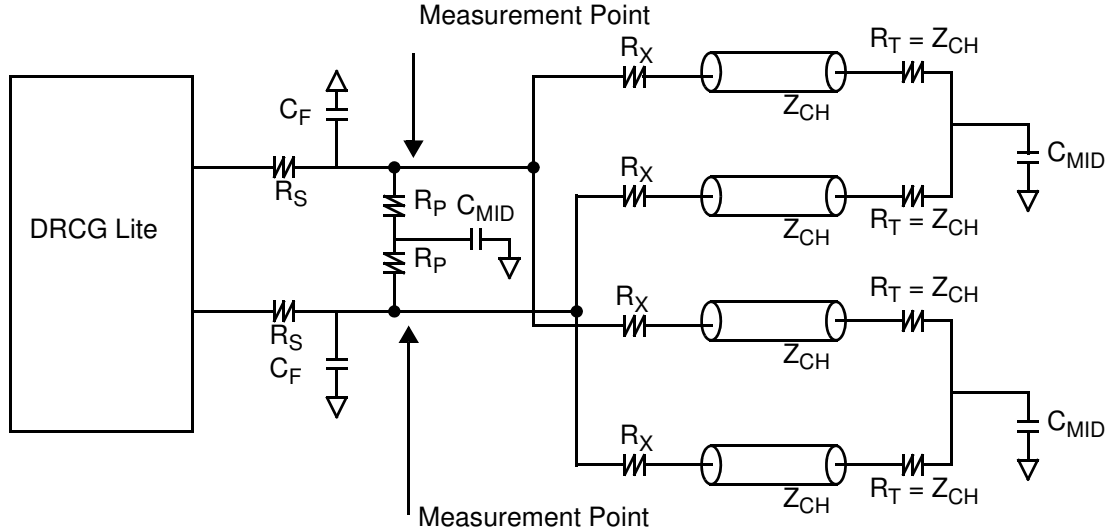 Measurement Point
R_X
R_T = Z_CH
Z_CH
C_F
C_MID
R_S
R_X
R_P
C_MID
Z_CH
R_T = Z_CH
DRCG Lite
R_P
R_X
R_T = Z_CH
R_S
Z_CH
C_F
C_MID
R_X
Z_CH
R_T = Z_CH
Measurement Point